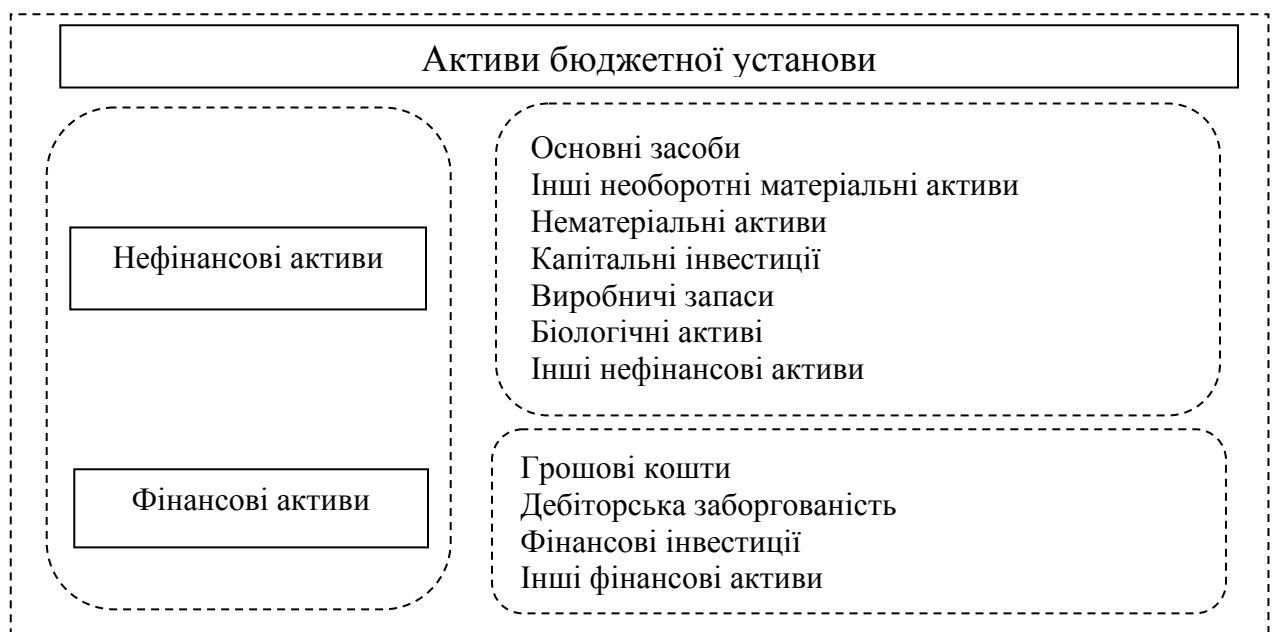 Активи бюджетної установи
Нефінансові активи
Основні засоби
Інші необоротні матеріальні активи
Нематеріальні активи
Капітальні інвестиції
Виробничі запаси
Біологічні активі
Інші нефінансові активи
Фінансові активи
Грошові кошти
Дебіторська заборгованість
Фінансові інвестиції
Інші фінансові активи